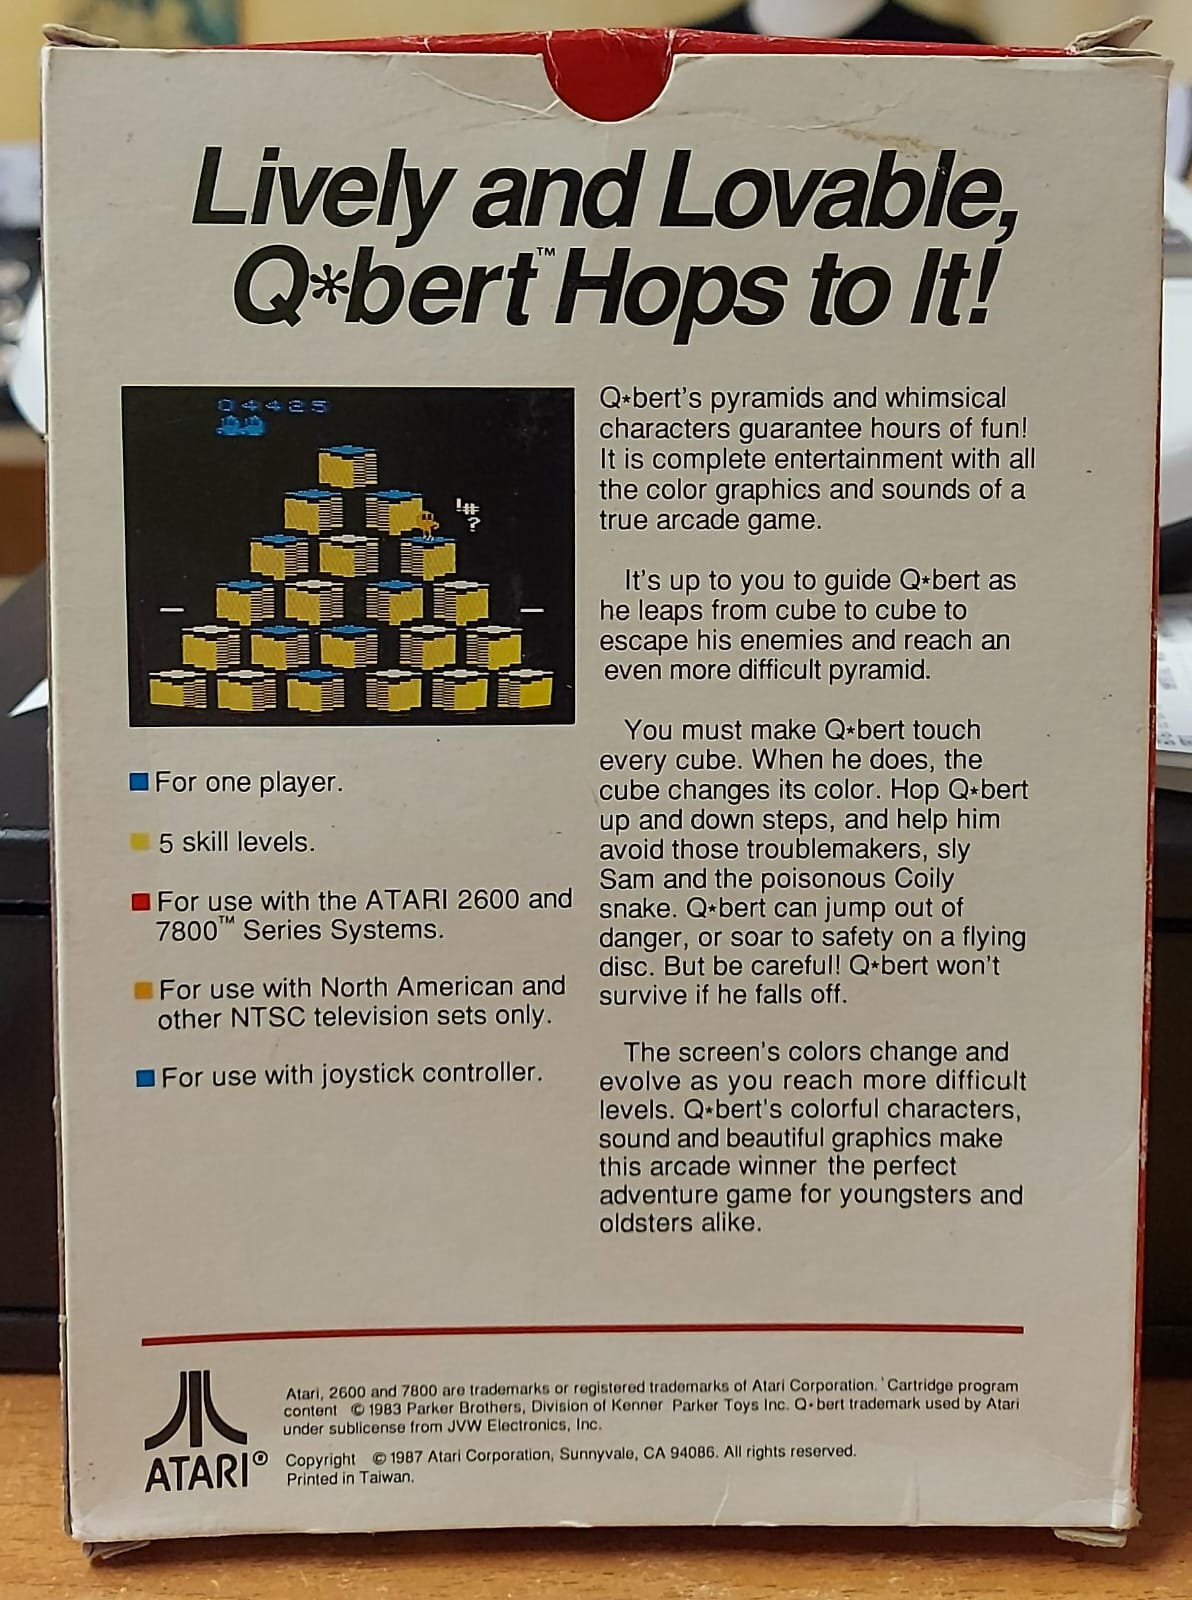 Lively and Lovable,
Q*bert™ Hops to It!
04425
!#
?
Q*bert's pyramids and whimsical
characters guarantee hours of fun!
It is complete entertainment with all
the color graphics and sounds of a
true arcade game.
It's up to you to guide Q*bert as
he leaps from cube to cube to
escape his enemies and reach an
even more difficult pyramid.
You must make Q*bert touch
every cube. When he does, the
cube changes its color. Hop Q*bert
up and down steps, and help him
avoid those troublemakers, sly
Sam and the poisonous Coily
snake. Q*bert can jump out of
danger, or soar to safety on a flying
disc. But be careful! Q*bert won't
survive if he falls off.
The screen's colors change and
evolve as you reach more difficult
levels. Q*bert's colorful characters,
sound and beautiful graphics make
this arcade winner the perfect
adventure game for youngsters and
oldsters alike.
For one player.
5 skill levels.
For use with the ATARI 2600 and
7800™ Series Systems.
For use with North American and
other NTSC television sets only.
For use with joystick controller.
ATARI®
Atari, 2600 and 7800 are trademarks or registered trademarks of Atari Corporation. Cartridge program
content © 1983 Parker Brothers, Division of Kenner Parker Toys Inc. Q*bert trademark used by Atari
under sublicense from JVW Electronics, Inc.
Copyright © 1987 Atari Corporation, Sunnyvale, CA 94086. All rights reserved.
Printed in Taiwan.